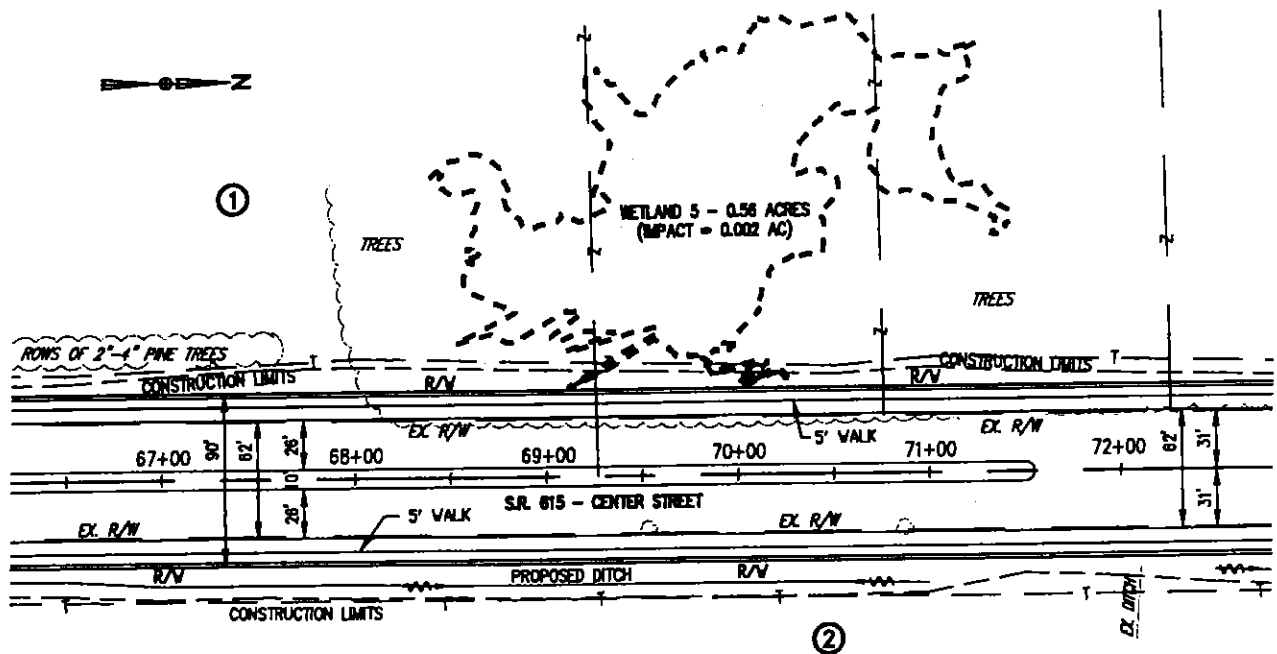 N
Z
Z
Z
1
WETLAND 5 - 0.56 ACRES
(IMPACT = 0.002 AC)
TREES
Z
Z
TREES
Z
ROWS OF 2"-4" PINE TREES
T
T
CONSTRUCTION LIMITS
CONSTRUCTION LIMITS
R/W
R/W
EX. R/W
5' WALK
EX. R/W
67+00
68+00
69+00
70+00
71+00
72+00
90'
62'
26'
10'
26'
62'
31'
31'
S.R. 615 - CENTER STREET
EX. R/W
5' WALK
EX. R/W
R/W
PROPOSED DITCH
R/W
T
T
T
T
T
T
CONSTRUCTION LIMITS
EX. DITCH
2